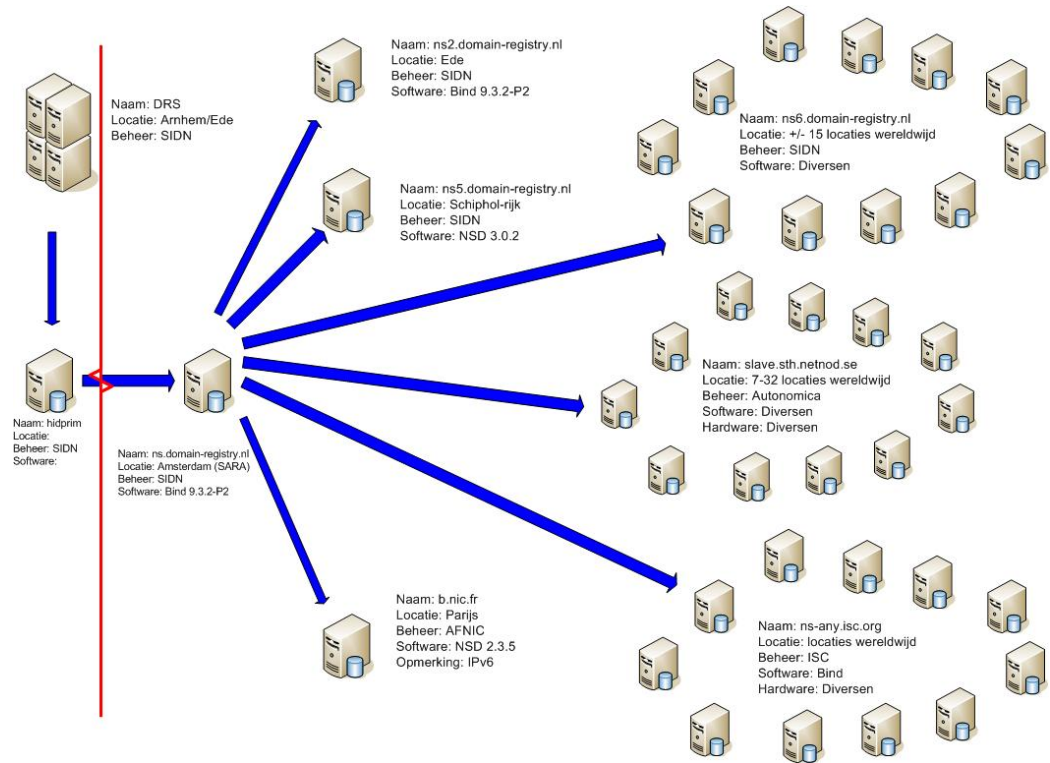 Naam: DRS
Locatie: Arnhem/Ede
Beheer: SIDN
Naam: hidprim
Locatie:
Beheer: SIDN
Software:
Naam: ns.domain-registry.nl
Locatie: Amsterdam (SARA)
Beheer: SIDN
Software: Bind 9.3.2-P2
Naam: ns2.domain-registry.nl
Locatie: Ede
Beheer: SIDN
Software: Bind 9.3.2-P2
Naam: ns5.domain-registry.nl
Locatie: Schiphol-rijk
Beheer: SIDN
Software: NSD 3.0.2
Naam: b.nic.fr
Locatie: Parijs
Beheer: AFNIC
Software: NSD 2.3.5
Opmerking: IPv6
Naam: ns6.domain-registry.nl
Locatie: +/- 15 locaties wereldwijd
Beheer: SIDN
Software: Diversen
Naam: slave.sth.netnod.se
Locatie: 7-32 locaties wereldwijd
Beheer: Autonomica
Software: Diversen
Hardware: Diversen
Naam: ns-any.isc.org
Locatie: locaties wereldwijd
Beheer: ISC
Software: Bind
Hardware: Diversen